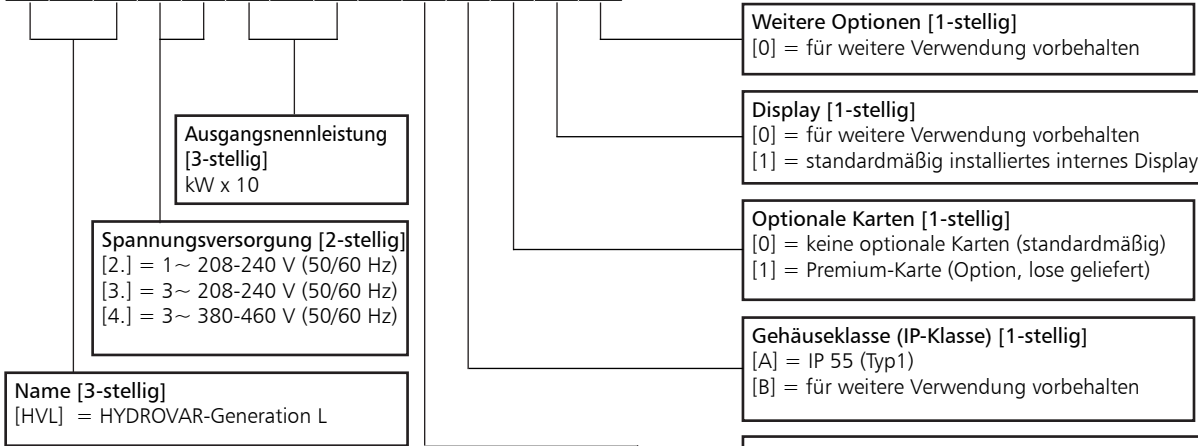 Weitere Optionen [1-stellig]
[0] = für weitere Verwendung vorbehalten
Display [1-stellig]
[0] = für weitere Verwendung vorbehalten
[1] = standardmäßig installiertes internes Display
Ausgangsnennleistung
[3-stellig]
kW x 10
Optionale Karten [1-stellig]
[0] = keine optionale Karten (standardmäßig)
[1] = Premium-Karte (Option, lose geliefert)
Spannungsversorgung [2-stellig]
[2.] = 1~ 208-240 V (50/60 Hz)
[3.] = 3~ 208-240 V (50/60 Hz)
[4.] = 3~ 380-460 V (50/60 Hz)
Gehäuseklasse (IP-Klasse) [1-stellig]
[A] = IP 55 (Typ1)
[B] = für weitere Verwendung vorbehalten
Name [3-stellig]
[HVL] = HYDROVAR-Generation L